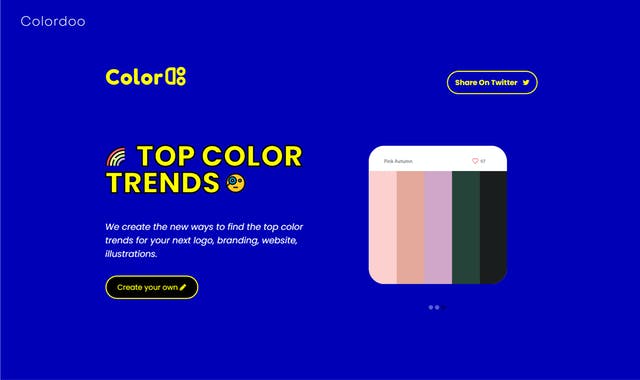 Colordoo
Color
Share On Twitter
TOP COLOR
TRENDS
Pink Autumn
97
We create the new ways to find the top color
trends for your next logo, branding, website,
illustrations.
Create your own